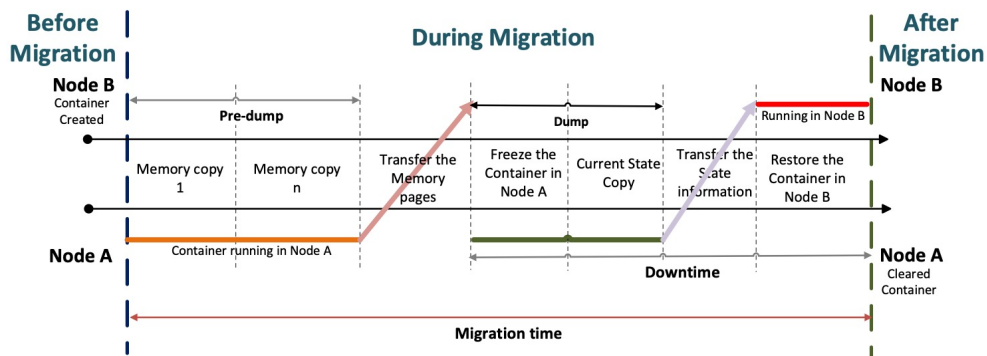 Before
Migration
During Migration
After
Migration
Node B
Container
Created
Pre-dump
Dump
Node B
Running in Node B
Memory copy
1
Memory copy
n
Transfer the
Memory
pages
Freeze the
Container in
Node A
Current State
Copy
Transfer the
State
information
Restore the
Container in
Node B
Node A
Container running in Node A
Downtime
Node A
Cleared
Container
Migration time